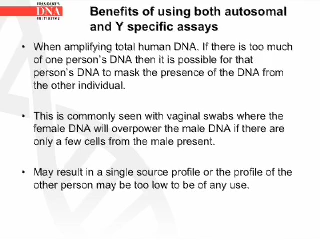 PRESIDENT'S
DNA
INITIATIVE
Benefits of using both autosomal
and Y specific assays
• When amplifying total human DNA. If there is too much
of one person`s DNA then it is possible for that
person`s DNA to mask the presence of the DNA from
the other individual.
• This is commonly seen with vaginal swabs where the
female DNA will overpower the male DNA if there are
only a few cells from the male present.
• May result in a single source profile or the profile of the
other person may be too low to be of any use.